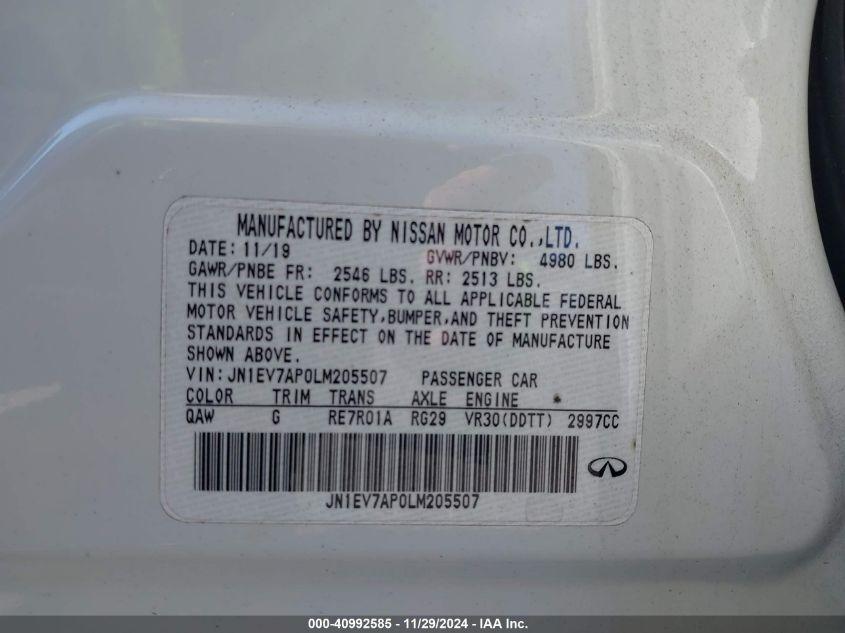 MANUFACTURED BY NISSAN MOTOR CO.,LTD.
DATE: 11/19 GVWR/PNBV: 4980 LBS.
GAWR/PNBE FR: 2546 LBS. RR: 2513 LBS.
THIS VEHICLE CONFORMS TO ALL APPLICABLE FEDERAL
MOTOR VEHICLE SAFETY,BUMPER,AND THEFT PREVENTION
STANDARDS IN EFFECT ON THE DATE OF MANUFACTURE
SHOWN ABOVE.
VIN:JN1EV7AP0LM205507 PASSENGER CAR
COLOR TRIM TRANS AXLE ENGINE
QAW G RE7R01A RG29 VR30(DDTT) 2997CC
JN1EV7AP0LM205507
000-40992585 - 11/29/2024 - IAAI Inc.